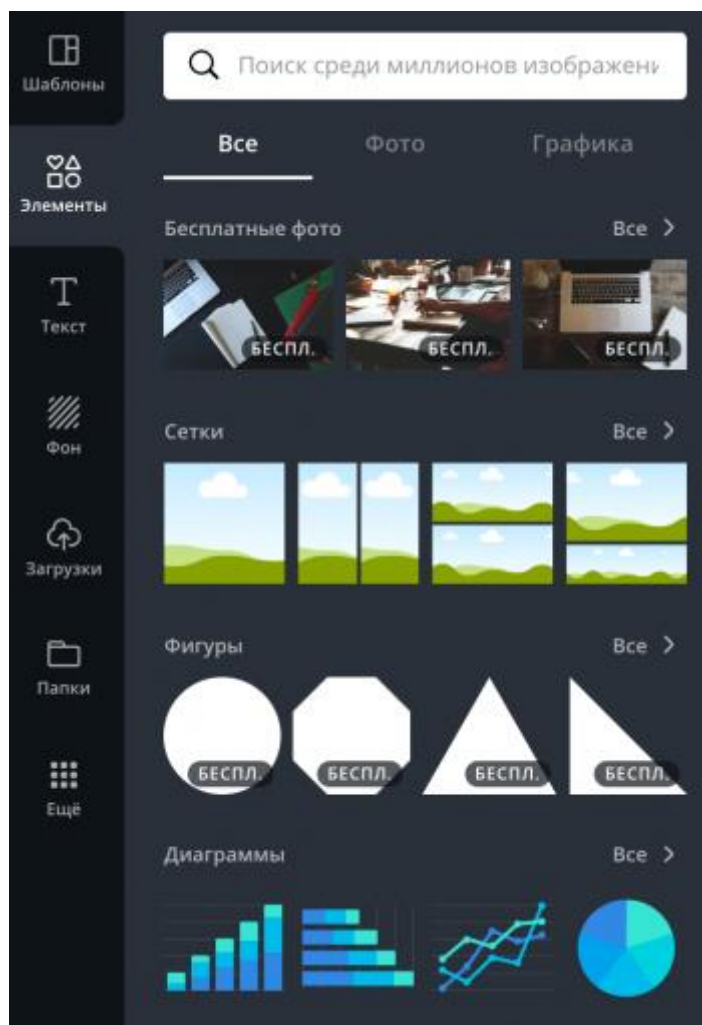 Шаблоны
Элементы
Текст
Фон
Загрузки
Папки
Ещё
Поиск среди миллионов изображени
Все Фото Графика
Бесплатные фото Все
БЕСПЛ. БЕСПЛ. БЕСПЛ.
Сетки Все
Фигуры Все
БЕСПЛ. БЕСПЛ. БЕСПЛ. БЕСПЛ.
Диаграммы Все